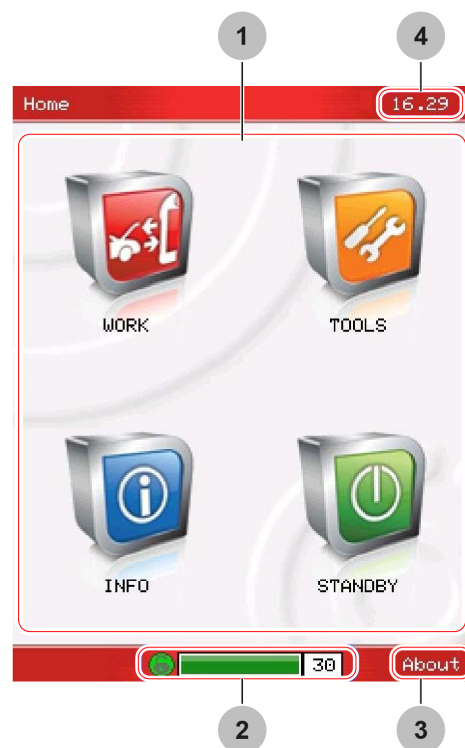 1 4
Home 16.29
WORK TOOLS
INFO STANDBY
30 About
2 3